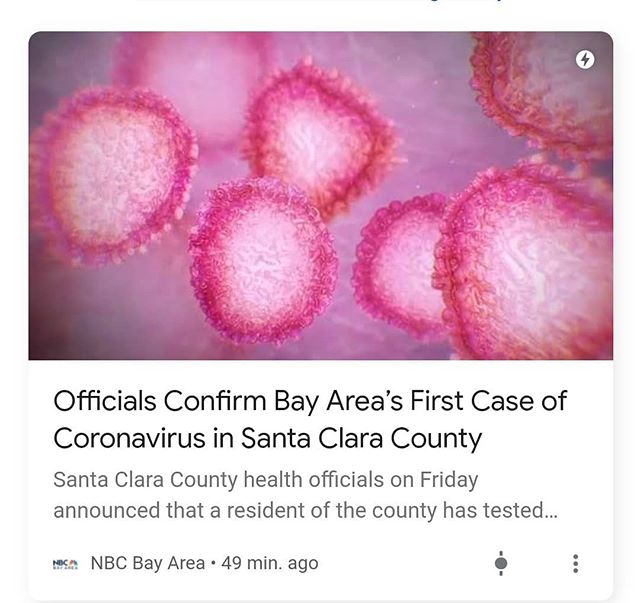 Officials Confirm Bay Area’s First Case of
Coronavirus in Santa Clara County
Santa Clara County health officials on Friday
announced that a resident of the county has tested...
NBC BAY AREA NBC Bay Area • 49 min. ago